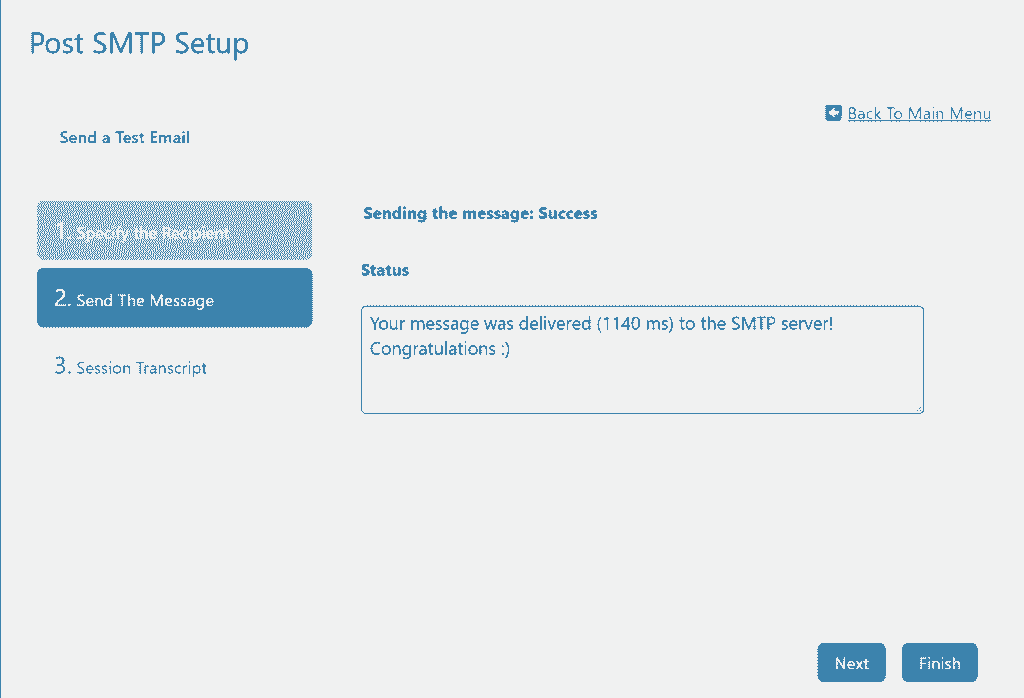 Post SMTP Setup
Back To Main Menu
Send a Test Email
1. Specify the Recipient
2. Send The Message
3. Session Transcript
Sending the message: Success
Status
Your message was delivered (1140 ms) to the SMTP server!
Congratulations :)
Next
Finish